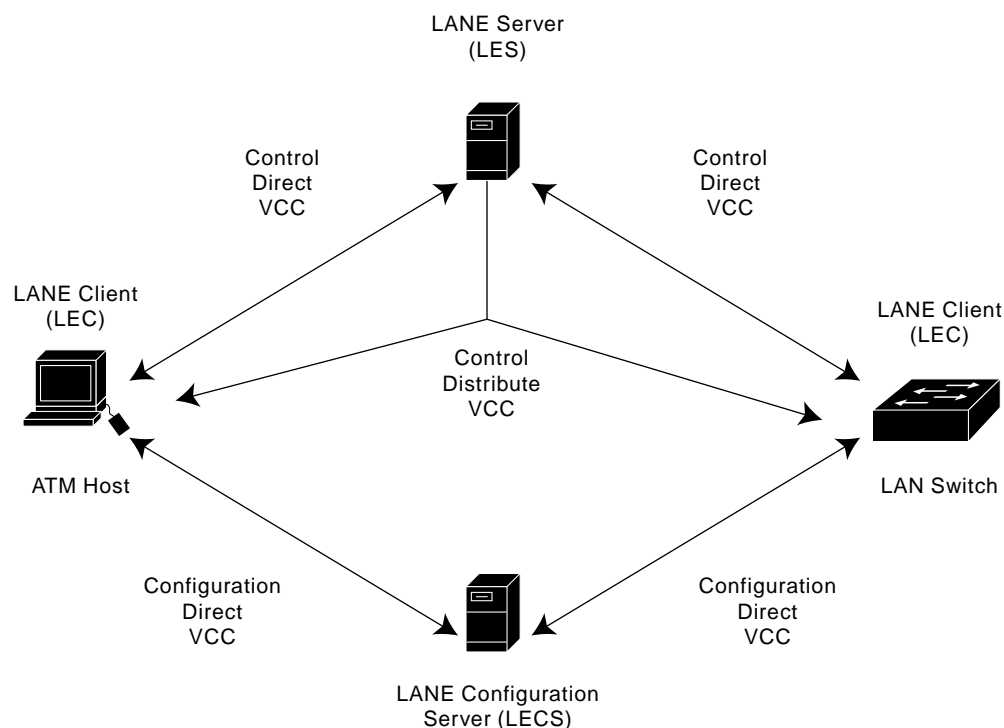 LANE Server
(LES)
Control
Direct
VCC
Control
Direct
VCC
LANE Client
(LEC)
LANE Client
(LEC)
Control
Distribute
VCC
ATM Host
LAN Switch
Configuration
Direct
VCC
Configuration
Direct
VCC
LANE Configuration
Server (LECS)